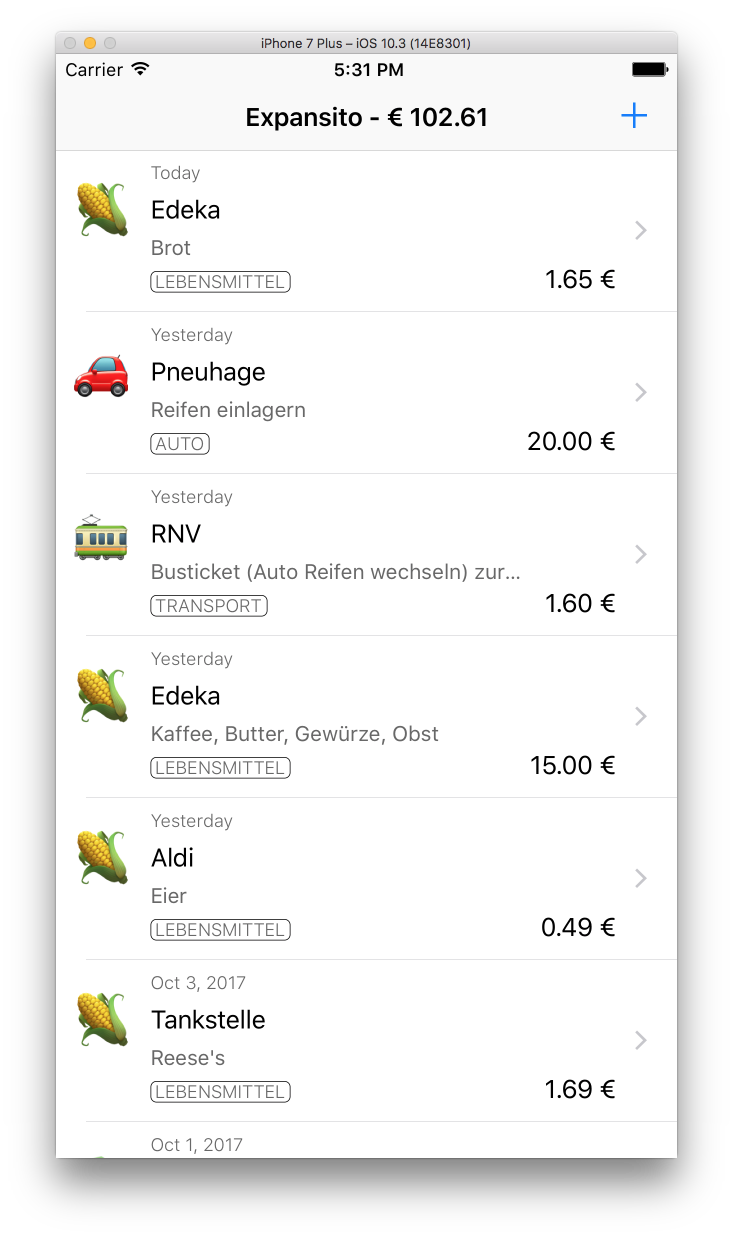 iPhone 7 Plus – iOS 10.3 (14E8301)
Carrier 5:31 PM
Expansito - € 102.61
Today
Edeka
Brot
LEBENSMITTEL 1.65 €
Yesterday
Pneuhage
Reifen einlagern
AUTO 20.00 €
Yesterday
RNV
Busticket (Auto Reifen wechseln) zur...
TRANSPORT 1.60 €
Yesterday
Edeka
Kaffee, Butter, Gewürze, Obst
LEBENSMITTEL 15.00 €
Yesterday
Aldi
Eier
LEBENSMITTEL 0.49 €
Oct 3, 2017
Tankstelle
Reese's
LEBENSMITTEL 1.69 €
Oct 1, 2017